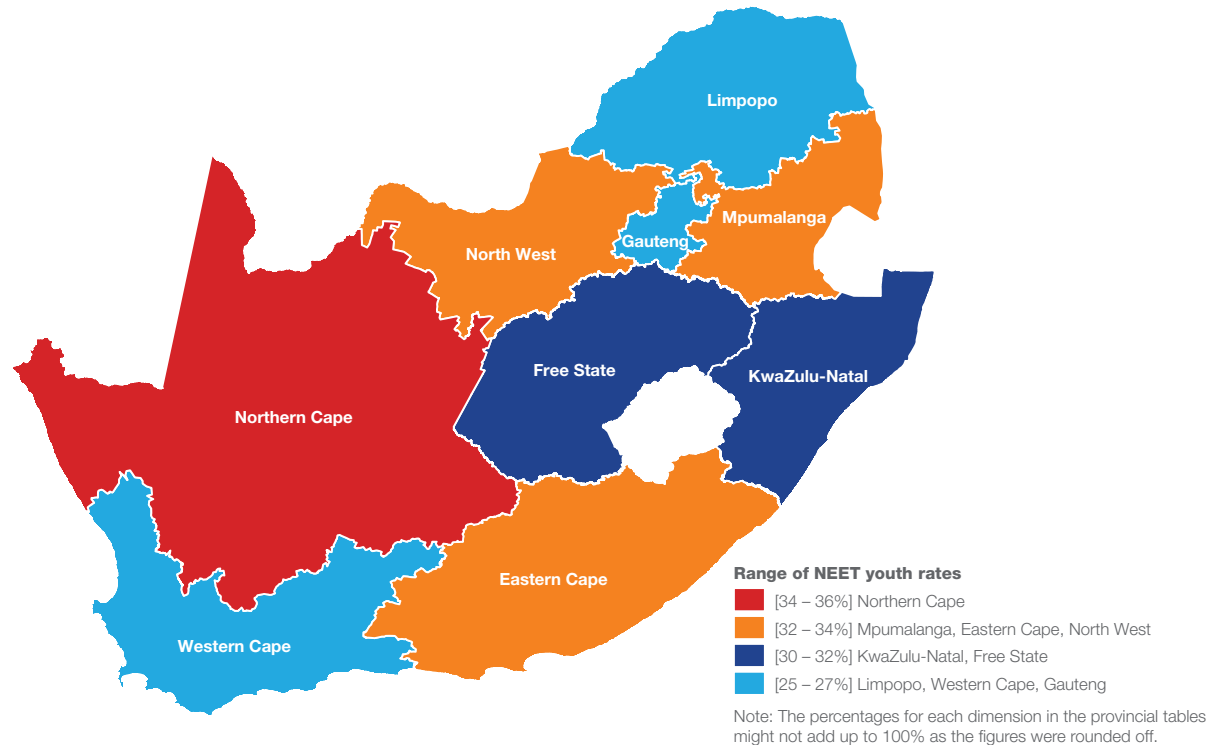 Limpopo
Mpumalanga
Gauteng
North West
Free State
KwaZulu-Natal
Northern Cape
Eastern Cape
Western Cape
Range of NEET youth rates
[34 – 36%] Northern Cape
[32 – 34%] Mpumalanga, Eastern Cape, North West
[30 – 32%] KwaZulu-Natal, Free State
[25 – 27%] Limpopo, Western Cape, Gauteng
Note: The percentages for each dimension in the provincial tables
might not add up to 100% as the figures were rounded off.